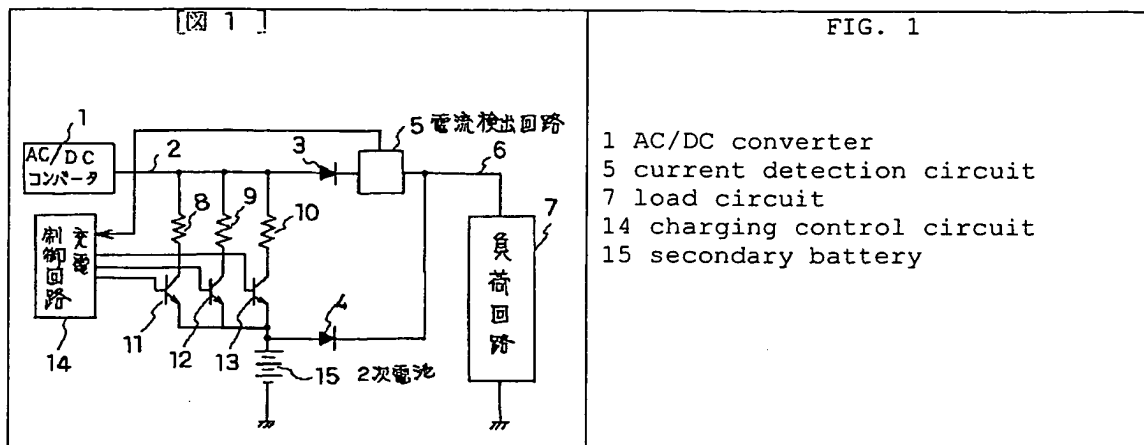 [図 1 ]
1
AC/DC
コンバータ
2
3
5 電流検出回路
6
7
負荷回路
8
9
10
充電
制御回路
14
11
12
13
4
15 2次電池
FIG. 1
1 AC/DC converter
5 current detection circuit
7 load circuit
14 charging control circuit
15 secondary battery